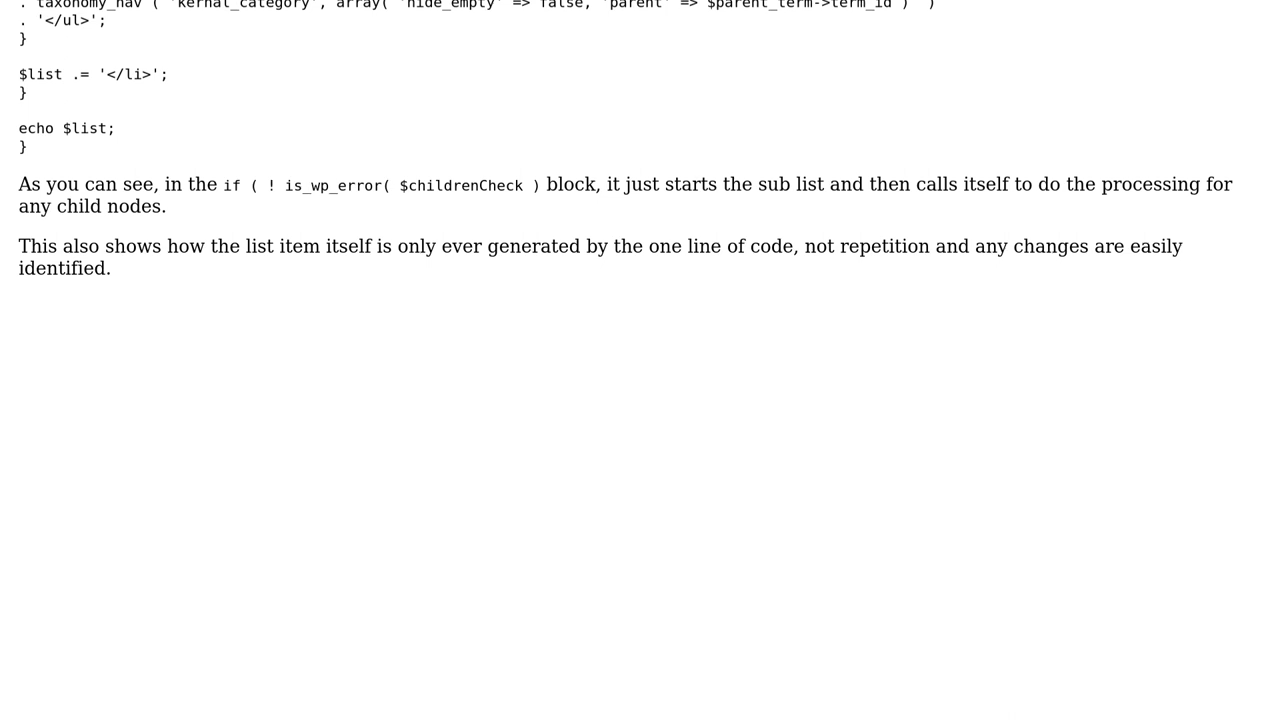 . taxonomy_nav ( 'kernal_category', array( 'hide_empty' => false, 'parent' => $parent_term->term_id )  )
. '</ul>';
}
$list .= '</li>';
}
echo $list;
}
As you can see, in the if ( ! is_wp_error( $childrenCheck ) block, it just starts the sub list and then calls itself to do the processing for
any child nodes.
This also shows how the list item itself is only ever generated by the one line of code, not repetition and any changes are easily
identified.